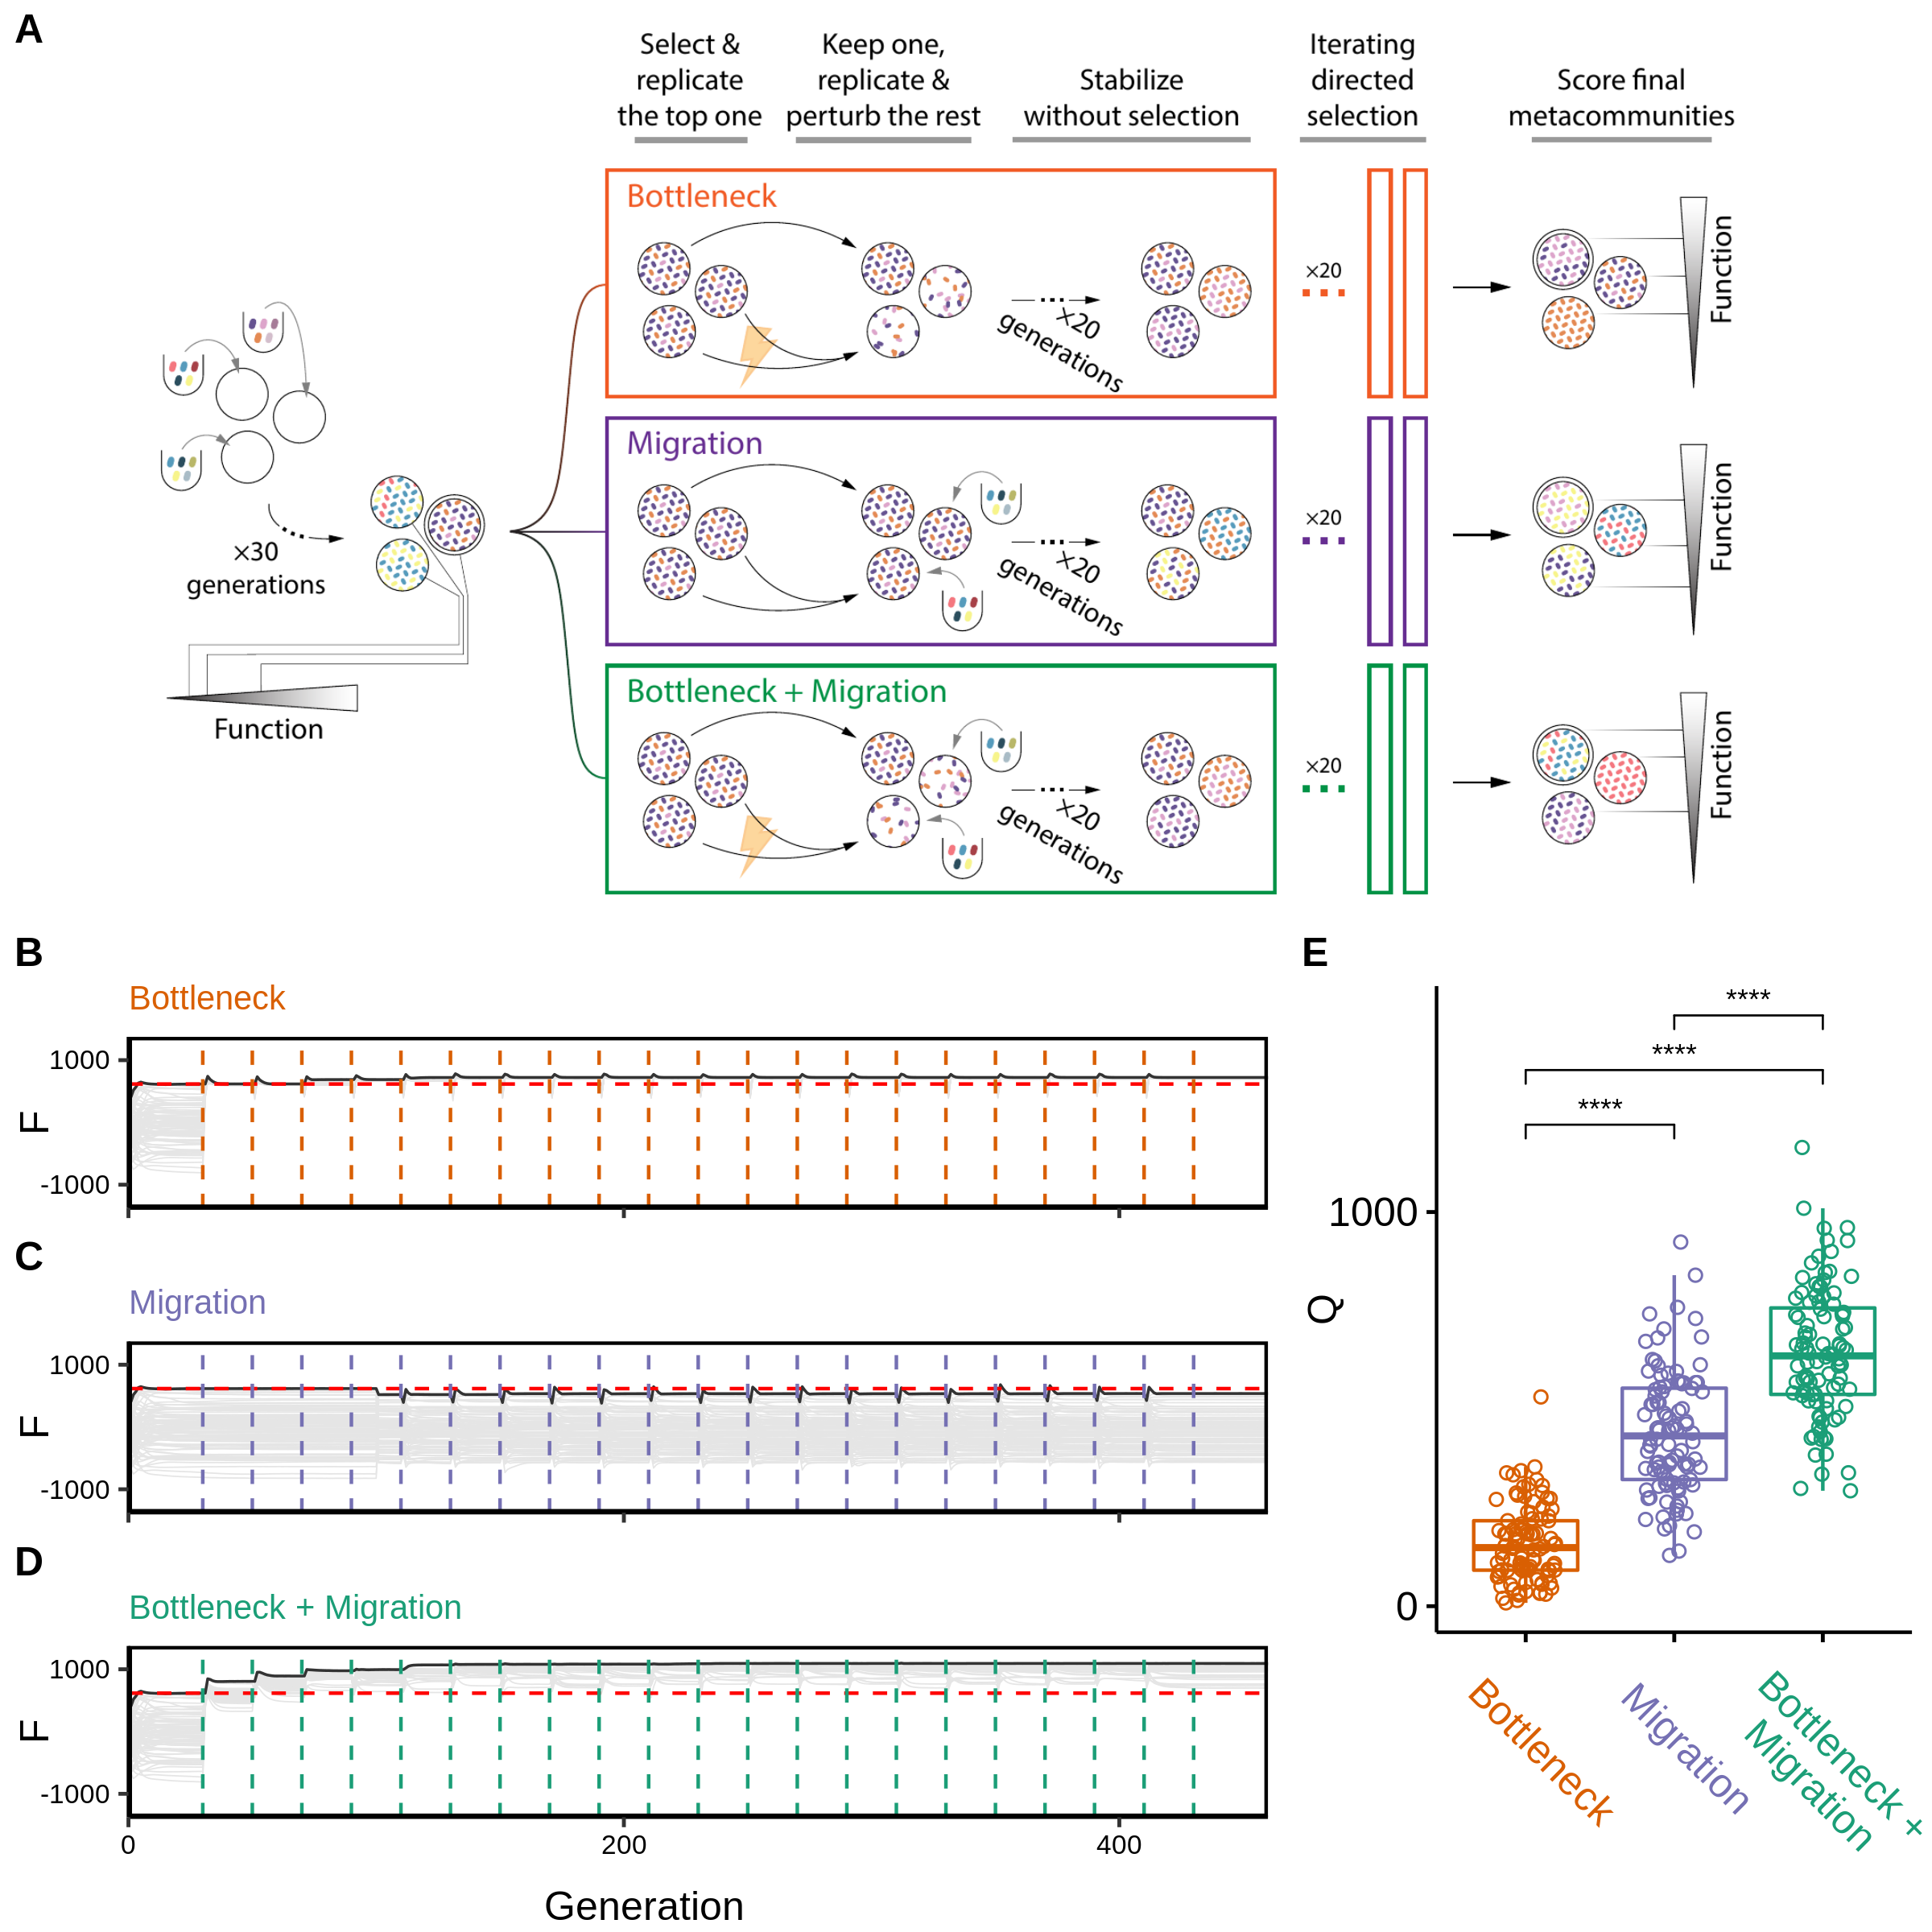 A
Select &
replicate
the top one
Keep one,
replicate &
perturb the rest
Stabilize
without selection
Iterating
directed
selection
Score final
metacommunities
×30
generations
Function
Bottleneck
×20
generations
×20
Function
Migration
×20
generations
×20
Function
Bottleneck + Migration
×20
generations
×20
Function
B
Bottleneck
1000
-1000
F
C
Migration
1000
-1000
F
D
Bottleneck + Migration
1000
-1000
F
0
200
400
Generation
E
****
****
****
1000
0
Q
Bottleneck
Migration
Bottleneck +
Migration